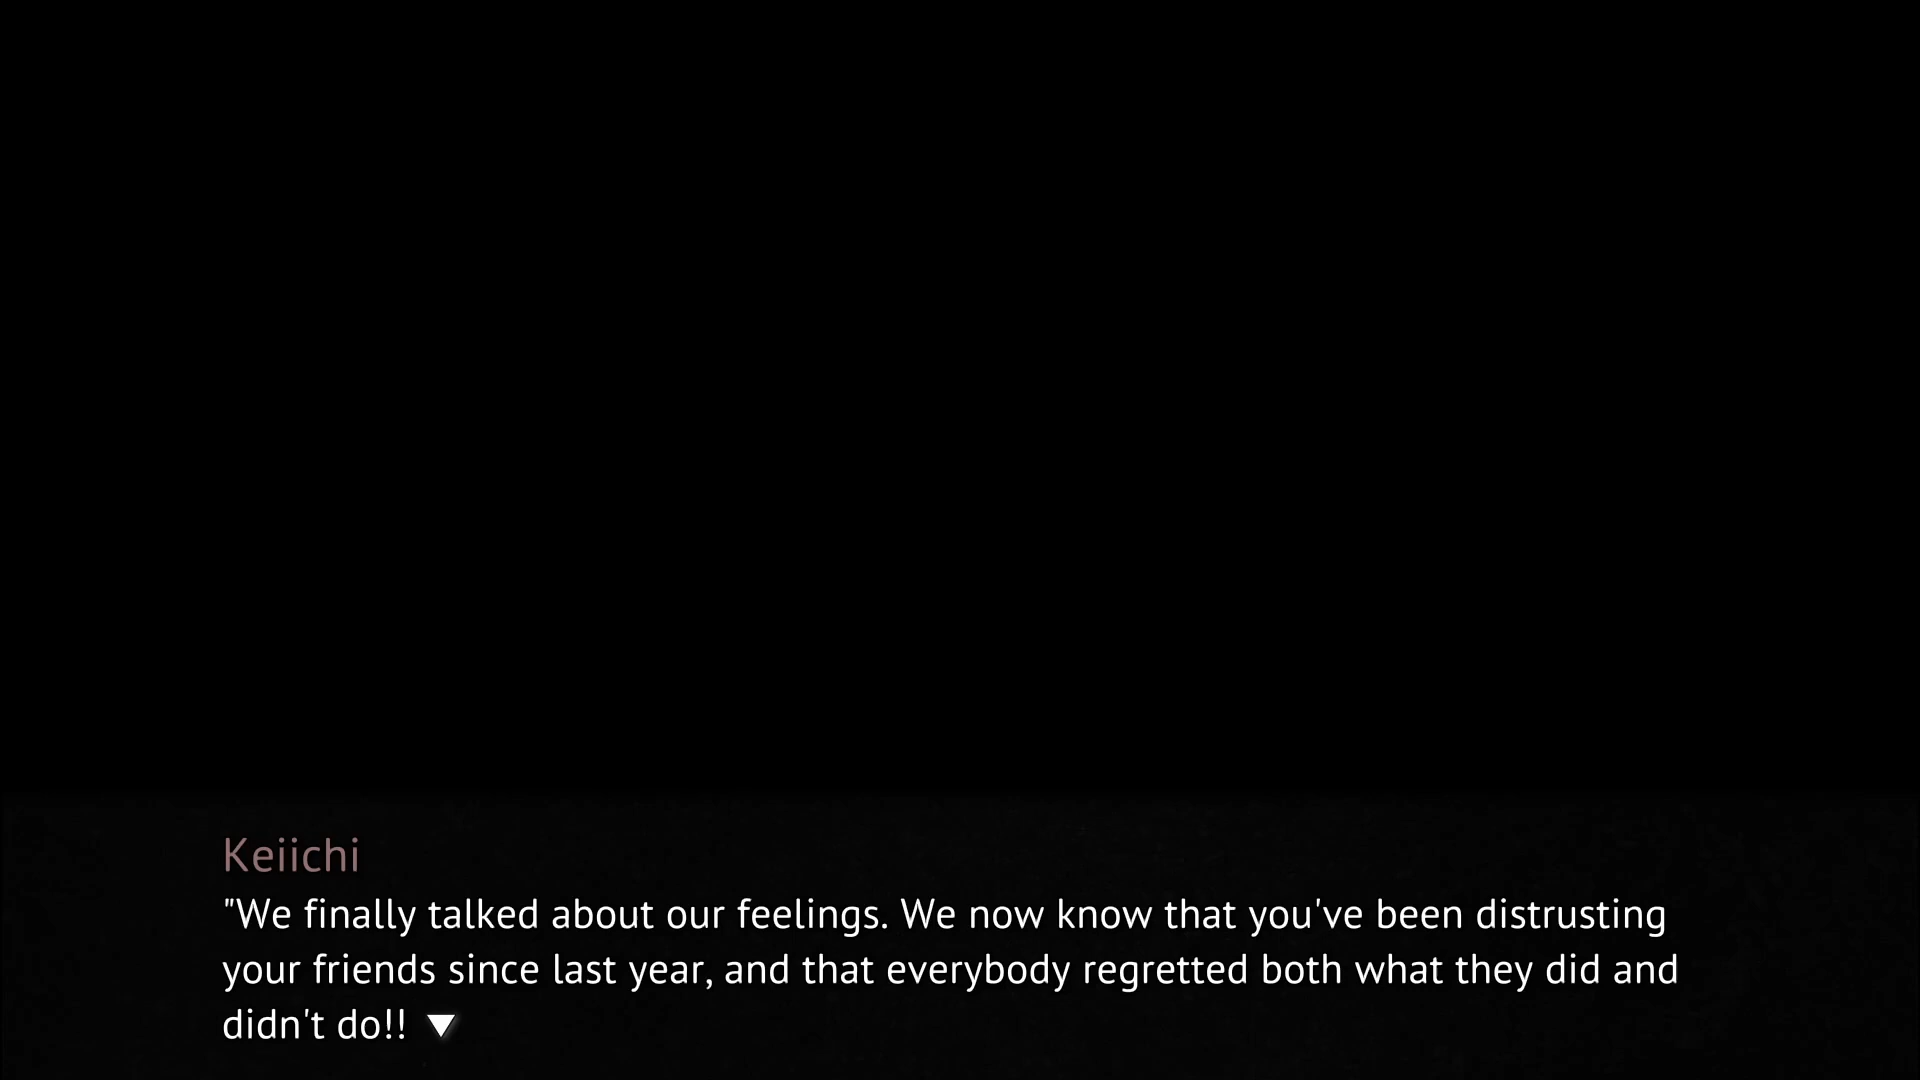 Keiichi
"We finally talked about our feelings. We now know that you've been distrusting
your friends since last year, and that everybody regretted both what they did and
didn't do!!